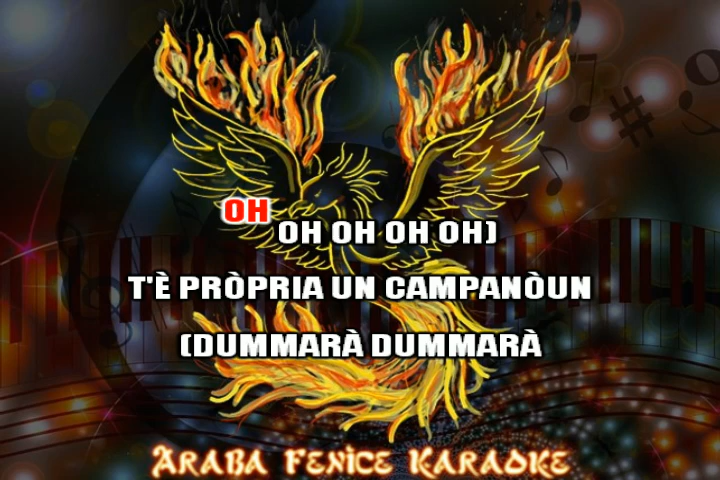 OH OH OH OH OH)
T'È PRÒPRIA UN CAMPANÒUN
(DUMMARÀ DUMMARÀ
ARABA FENICE KARAOKE